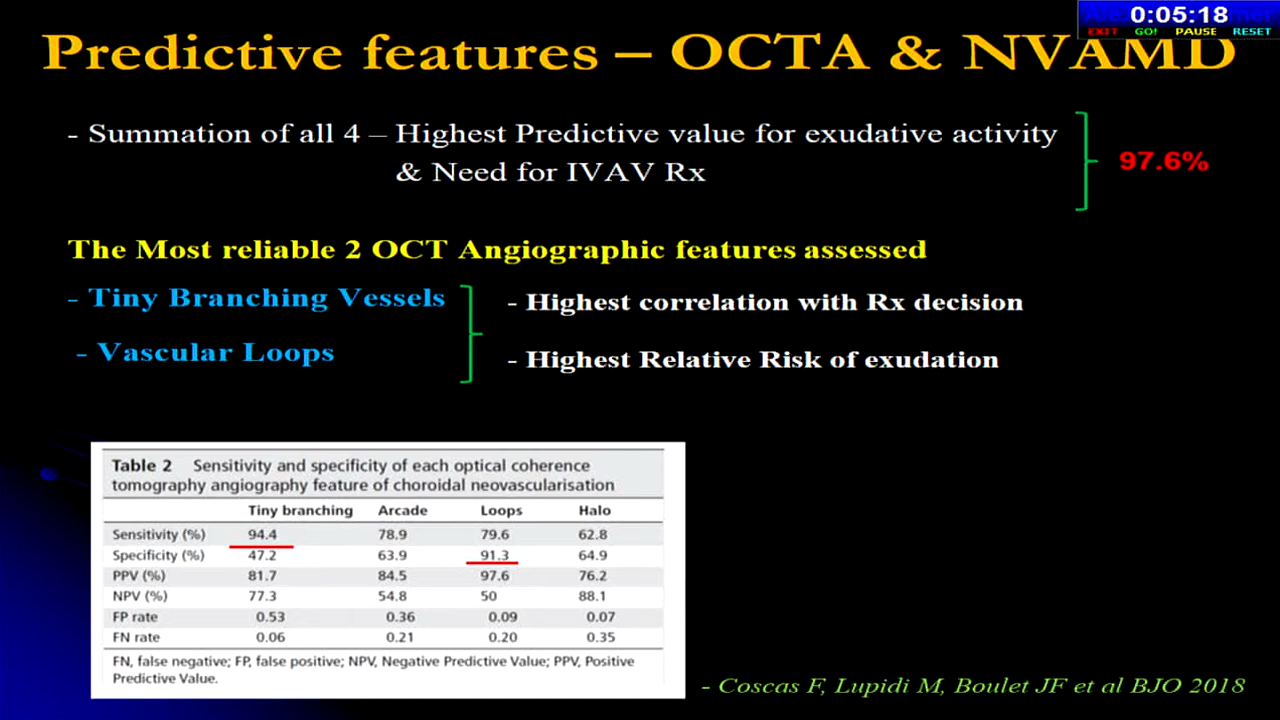 0:05:18
EXIT GO! PAUSE RESET
Predictive features – OCTA & NVAMD
- Summation of all 4 – Highest Predictive value for exudative activity
& Need for IVAV Rx
97.6%
The Most reliable 2 OCT Angiographic features assessed
- Tiny Branching Vessels
- Highest correlation with Rx decision
- Vascular Loops
- Highest Relative Risk of exudation
Table 2 Sensitivity and specificity of each optical coherence
tomography angiography feature of choroidal neovascularisation
Tiny branching Arcade Loops Halo
Sensitivity (%) 94.4 78.9 79.6 62.8
Specificity (%) 47.2 63.9 91.3 64.9
PPV (%) 81.7 84.5 97.6 76.2
NPV (%) 77.3 54.8 50 88.1
FP rate 0.53 0.36 0.09 0.07
FN rate 0.06 0.21 0.20 0.35
FN, false negative; FP, false positive; NPV, Negative Predictive Value; PPV, Positive
Predictive Value.
- Coscas F, Lupidi M, Boulet JF et al BJO 2018